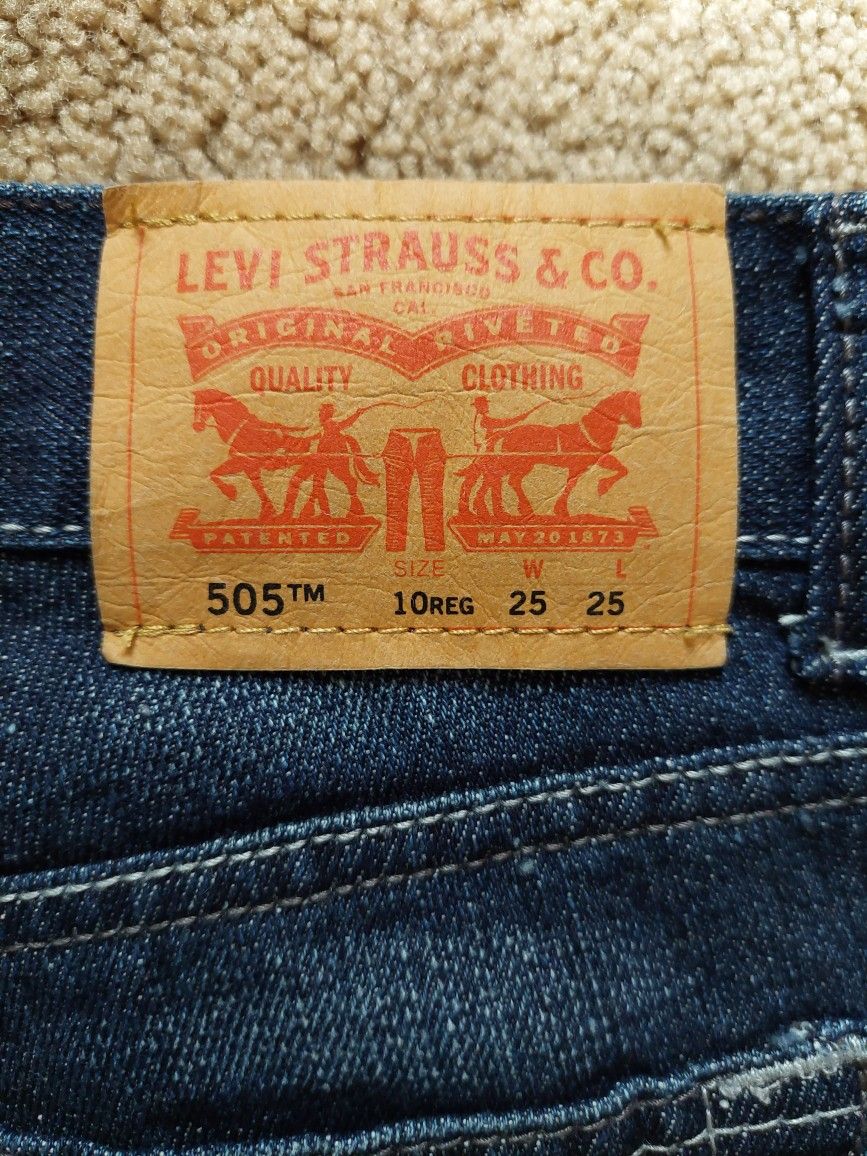 LEVI STRAUSS & CO.
SAN FRANCISCO
CAL.
ORIGINAL RIVETED
QUALITY CLOTHING
PATENTED MAY 20 1873 ™
SIZE W L
505™ 10REG 25 25